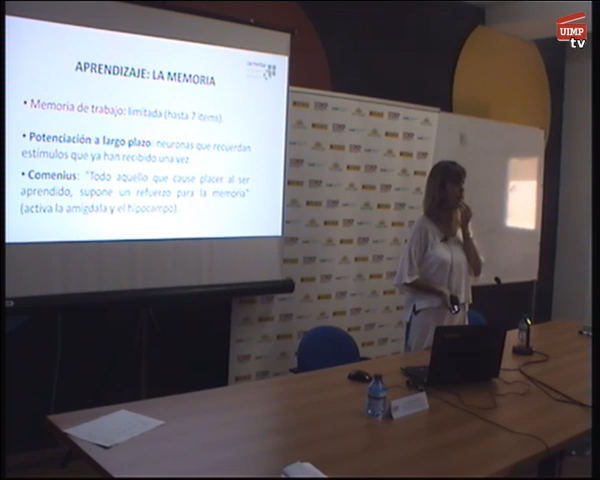 UIMP
tv
APRENDIZAJE: LA MEMORIA
• Memoria de trabajo: limitada (hasta 7 items).
• Potenciación a largo plazo: neuronas que recuerdan
estímulos que ya han recibido una vez
• Comenius: "Todo aquello que cause placer al ser
aprendido, supone un refuerzo para la memoria"
(activa la amígdala y el hipocampo).